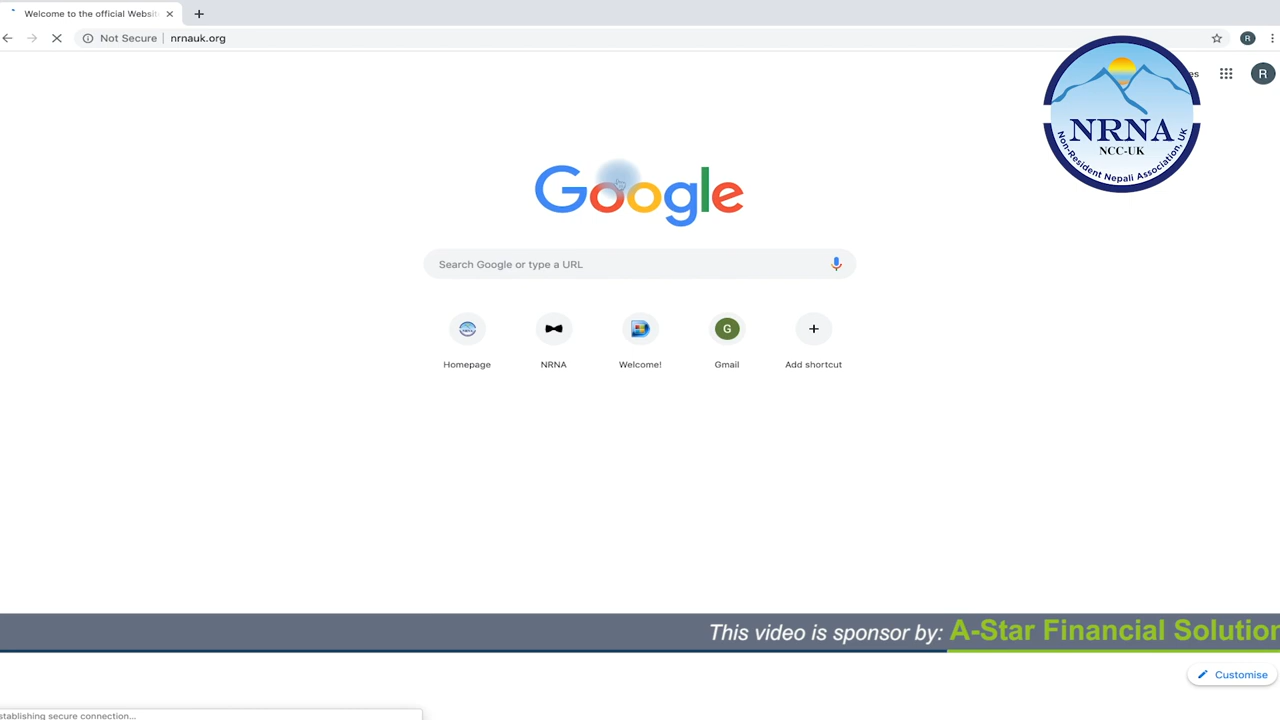 Welcome to the official Websit
Not Secure
nrnauk.org
R
es
R
NRNA
NCC-UK
Non-Resident Nepali Association, UK
Google
Search Google or type a URL
G
Homepage
NRNA
Welcome!
Gmail
Add shortcut
This video is sponsor by: A-Star Financial Solution
Customise
stablishing secure connection...